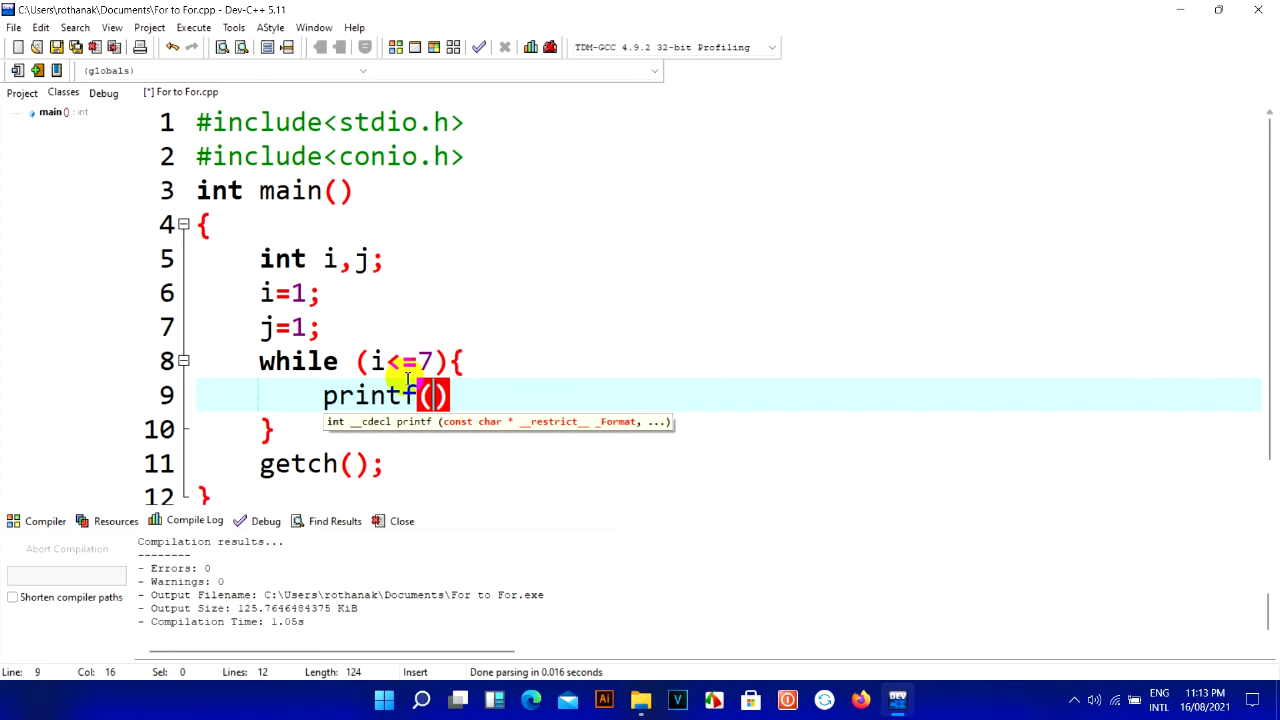 C:\Users\rothanak\Documents\For to For.cpp - Dev-C++ 5.11
File Edit Search View Project Execute Tools AStyle Window Help
TDM-GCC 4.9.2 32-bit Profiling
(globals)
Project Classes Debug [*] For to For.cpp
main () : int
1 #include<stdio.h>
2 #include<conio.h>
3 int main()
4 {
5 int i,j;
6 i=1;
7 j=1;
8 while (i<=7){
9 printf()
int __cdecl printf (const char * __restrict__ _Format, ...)
10 }
11 getch();
12 }
Compiler Resources Compile Log Debug Find Results Close
Abort Compilation
Shorten compiler paths
Compilation results...
--------
- Errors: 0
- Warnings: 0
- Output Filename: C:\Users\rothanak\Documents\For to For.exe
- Output Size: 125.7646484375 KiB
- Compilation Time: 1.05s
Line: 9 Col: 16 Sel: 0 Lines: 12 Length: 124 Insert Done parsing in 0.016 seconds
Ai V DEV
ENG
INTL
11:13 PM
16/08/2021